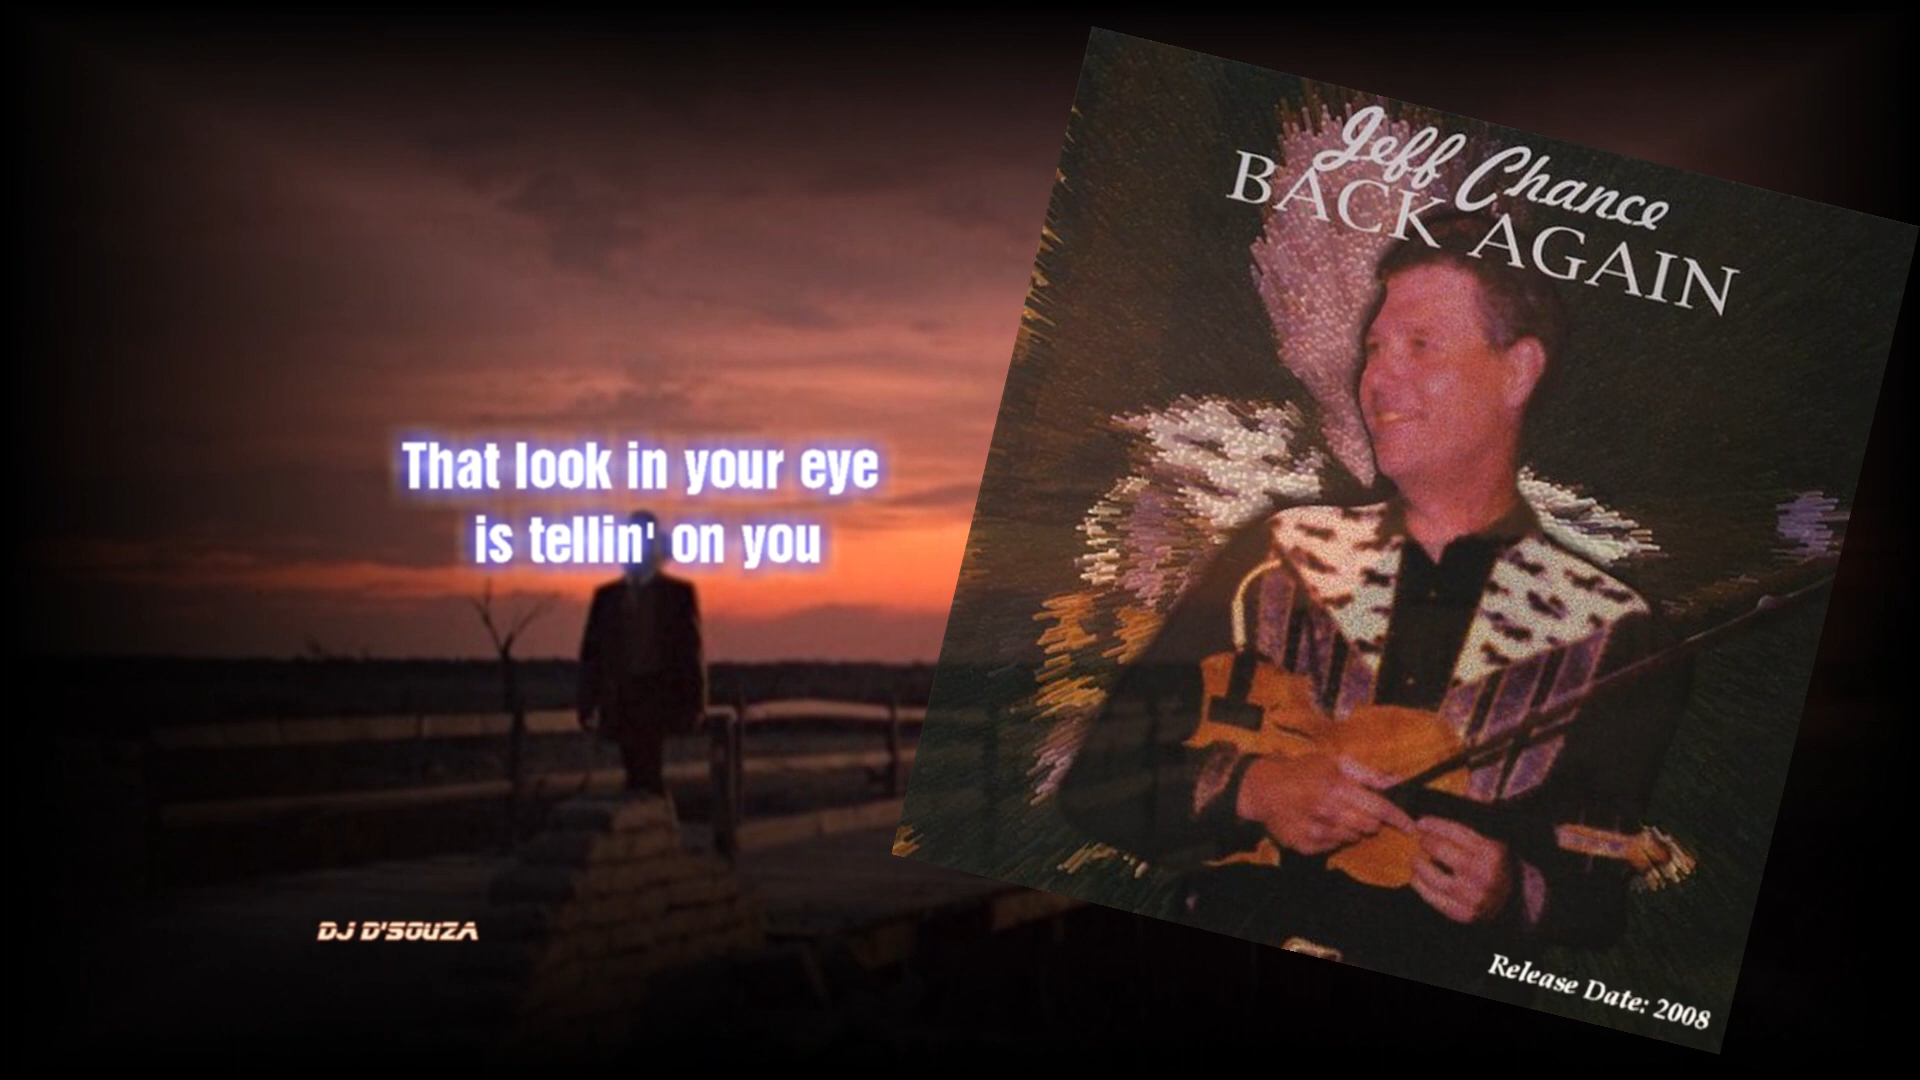 That look in your eye
is tellin' on you
DJ D'SOUZA
Jeff Chance
BACK AGAIN
Release Date: 2008